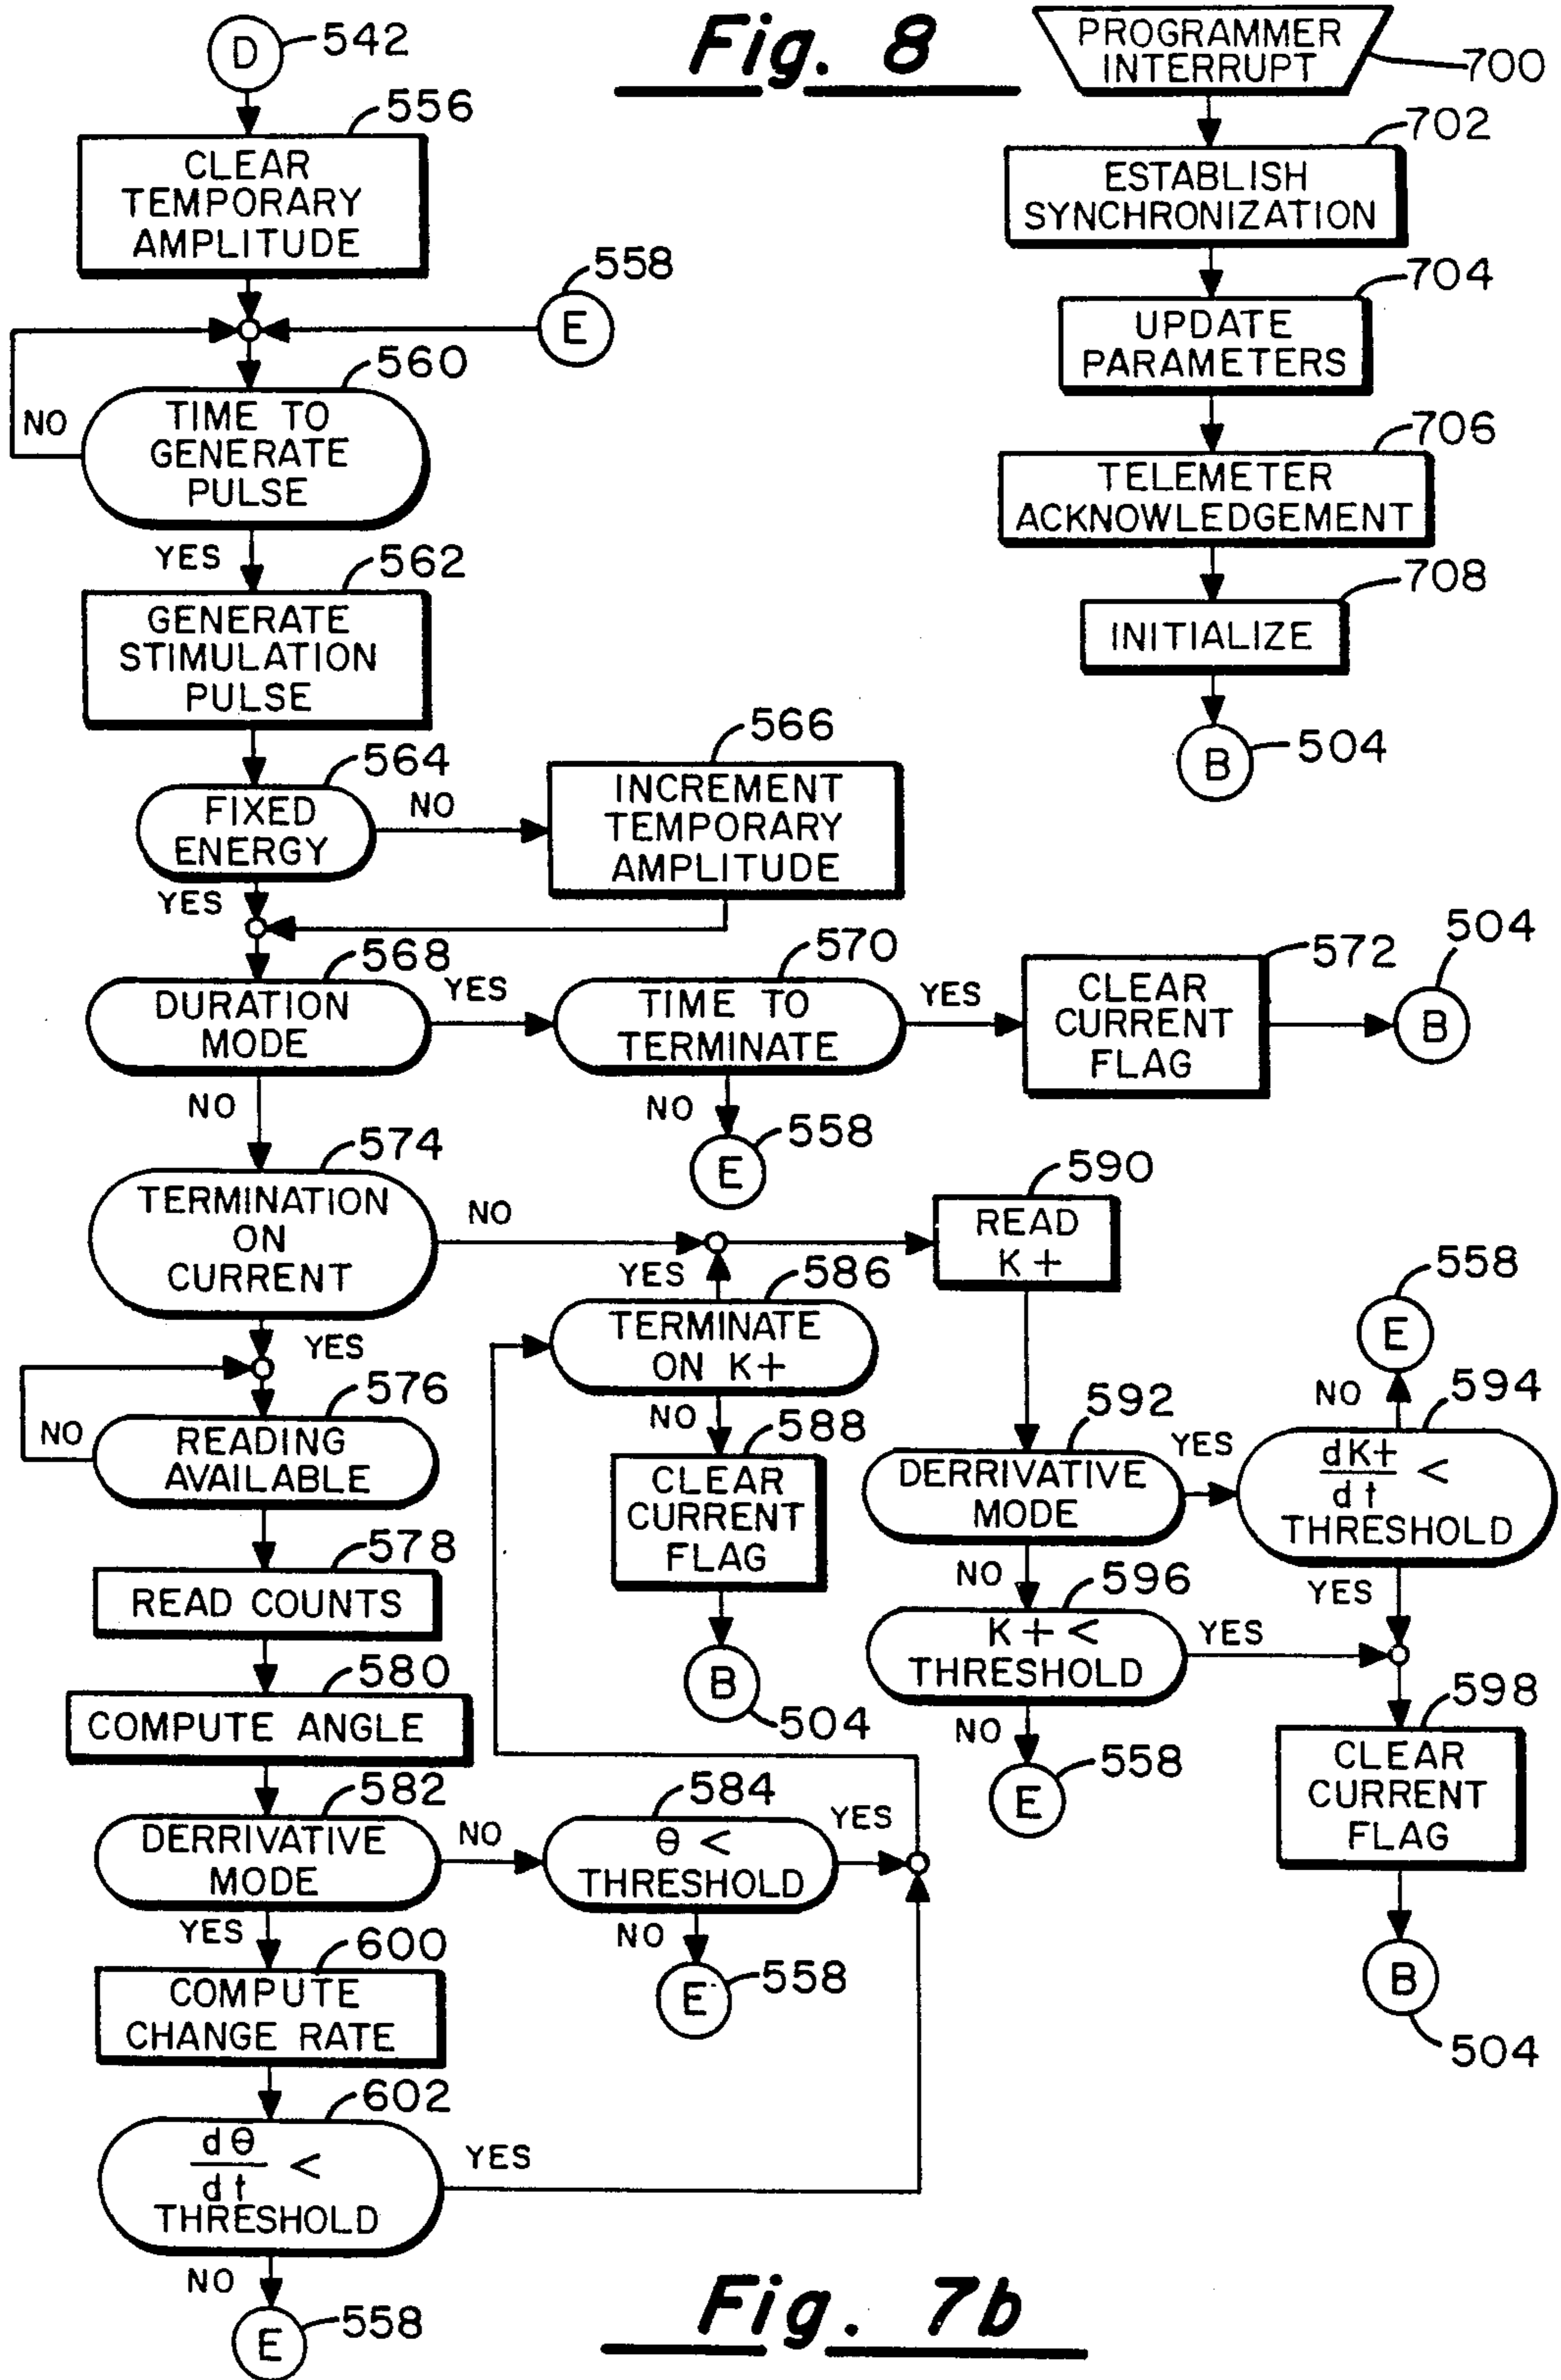 Fig. 8
D
542
556
CLEAR
TEMPORARY
AMPLITUDE
558
E
560
NO
TIME TO
GENERATE
PULSE
YES
562
GENERATE
STIMULATION
PULSE
564
FIXED
ENERGY
NO
566
INCREMENT
TEMPORARY
AMPLITUDE
YES
568
DURATION
MODE
YES
570
TIME TO
TERMINATE
YES
572
CLEAR
CURRENT
FLAG
504
B
NO
NO
558
E
574
TERMINATION
ON
CURRENT
NO
590
READ
K+
YES
586
TERMINATE
ON K+
YES
576
NO
READING
AVAILABLE
NO
588
CLEAR
CURRENT
FLAG
B
504
592
DERRIVATIVE
MODE
YES
558
E
NO
594
dK+
dt <
THRESHOLD
NO
596
K+ <
THRESHOLD
YES
YES
NO
558
E
598
CLEAR
CURRENT
FLAG
B
504
578
READ COUNTS
580
COMPUTE ANGLE
582
DERRIVATIVE
MODE
NO
584
θ <
THRESHOLD
YES
NO
558
E
YES
600
COMPUTE
CHANGE RATE
602
dθ
dt <
THRESHOLD
YES
NO
558
E
PROGRAMMER
INTERRUPT
700
702
ESTABLISH
SYNCHRONIZATION
704
UPDATE
PARAMETERS
706
TELEMETER
ACKNOWLEDGEMENT
708
INITIALIZE
B
504
Fig. 7b